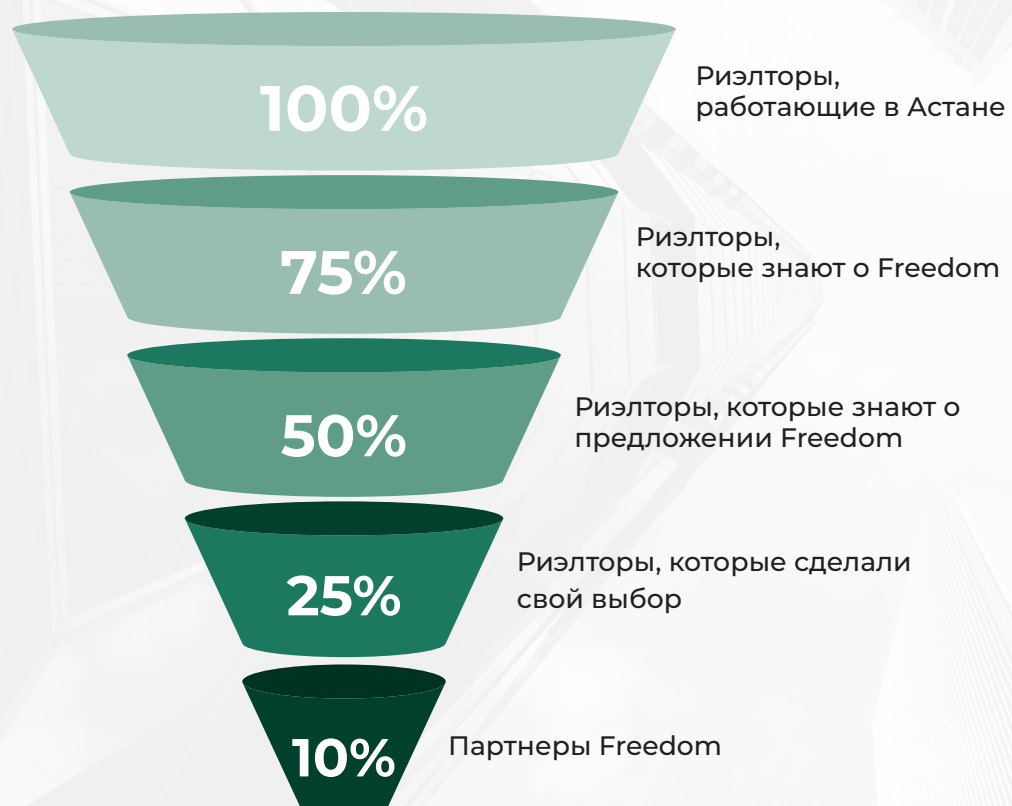 100%
Риэлторы,
работающие в Астане
75%
Риэлторы,
которые знают о Freedom
50%
Риэлторы, которые знают о
предложении Freedom
25%
Риэлторы, которые сделали
свой выбор
10%
Партнеры Freedom